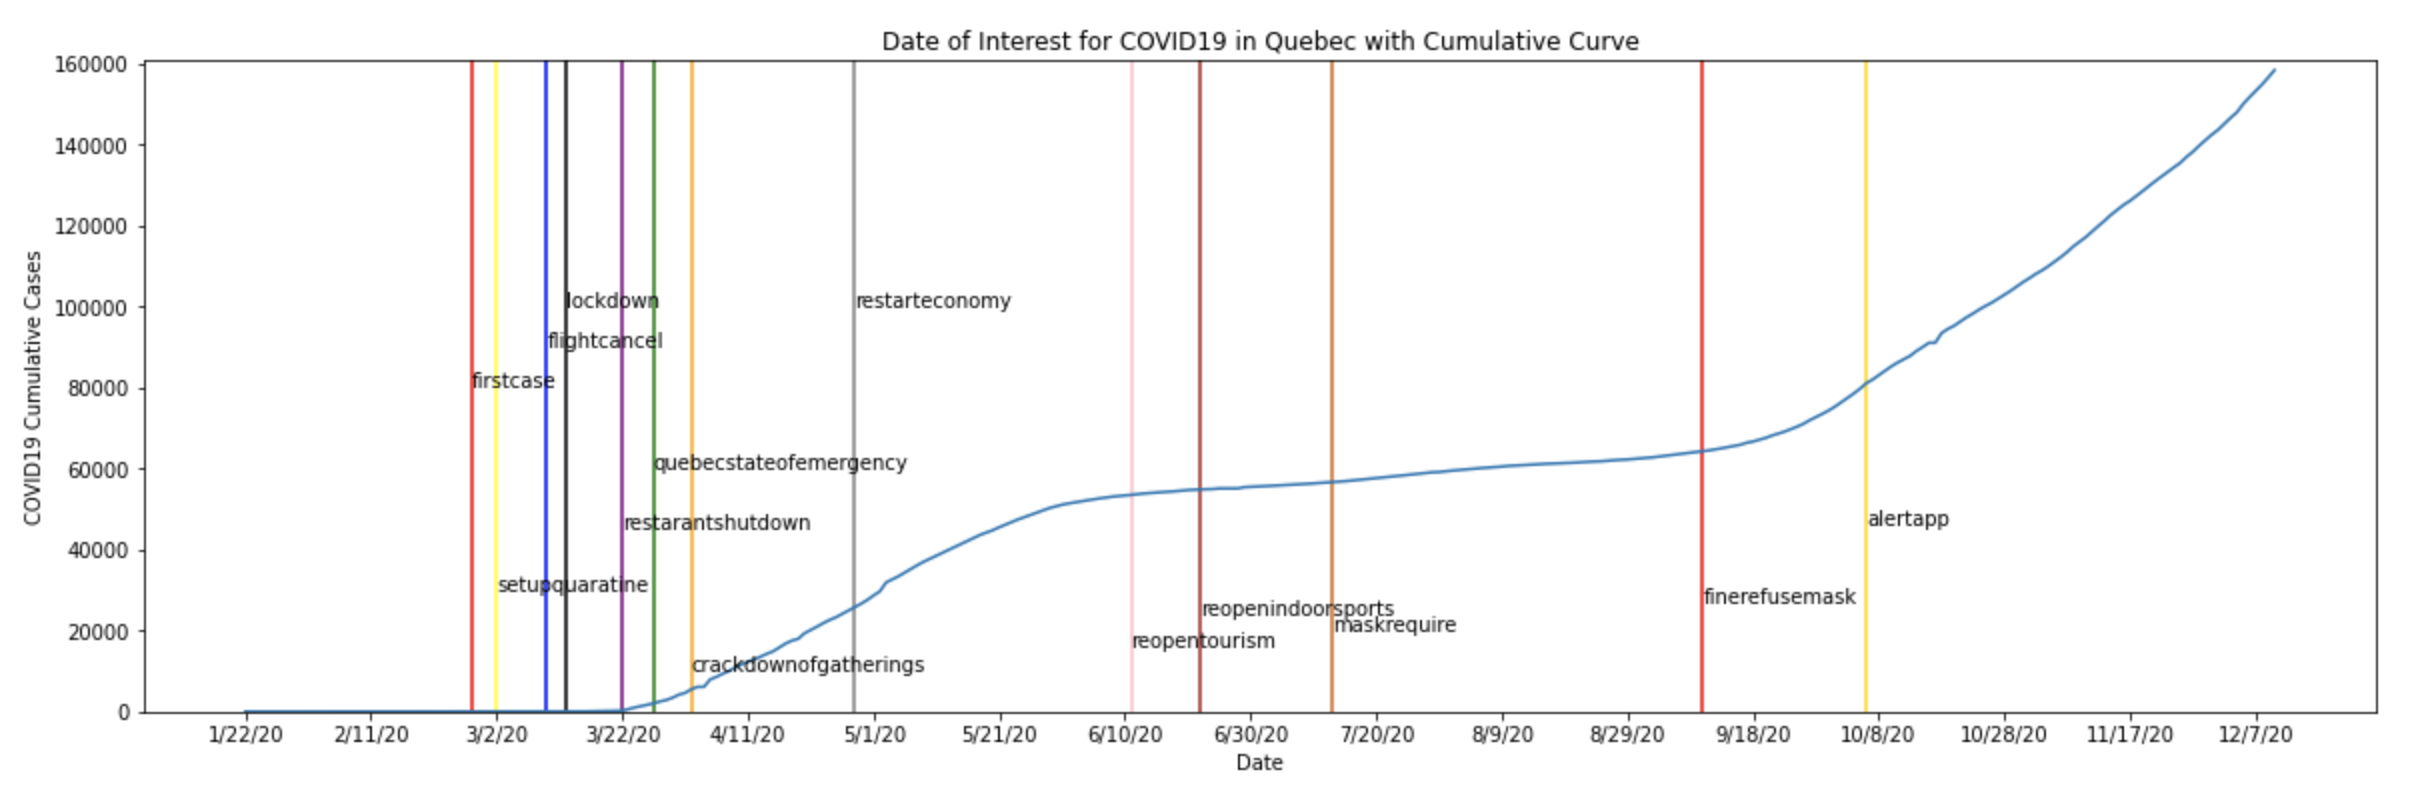 Date of Interest for COVID19 in Quebec with Cumulative Curve
COVID19 Cumulative Cases
160000
140000
120000
100000
80000
60000
40000
20000
0
lockdown
restarteconomy
flightcancel
firstcase
quebecstateofemergency
restarantshutdown
alertapp
setupquaratine
finerefusemask
reopenindoorsports
maskrequire
reopentourism
crackdownofgatherings
1/22/20 2/11/20 3/2/20 3/22/20 4/11/20 5/1/20 5/21/20 6/10/20 6/30/20 7/20/20 8/9/20 8/29/20 9/18/20 10/8/20 10/28/20 11/17/20 12/7/20
Date